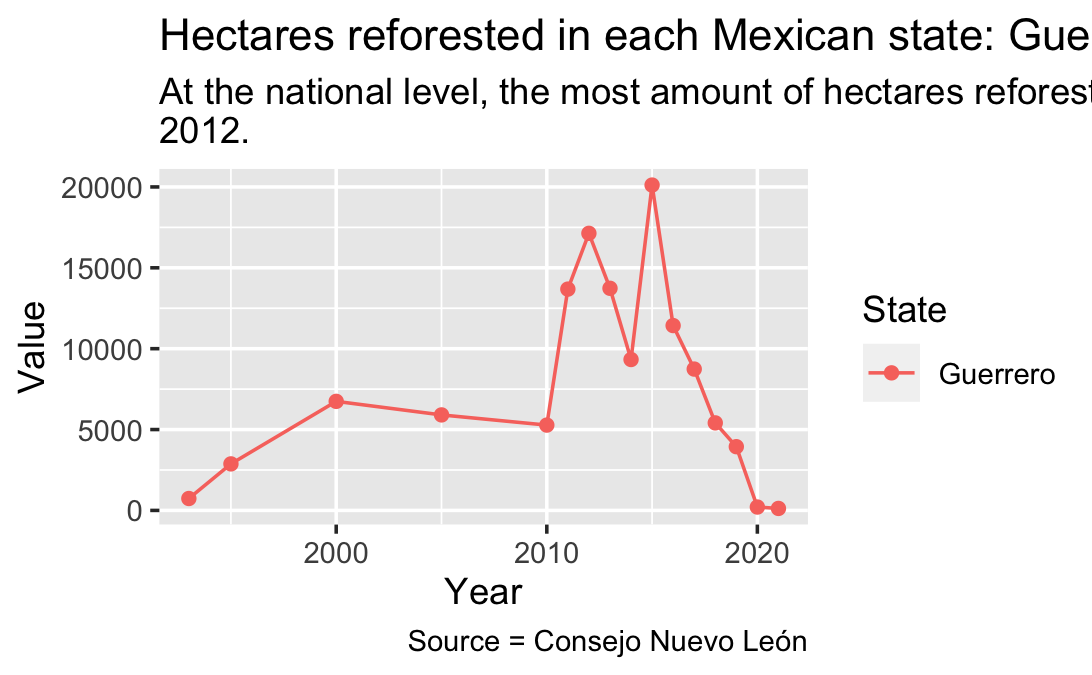 Hectares reforested in each Mexican state: Gue
At the national level, the most amount of hectares reforest
2012.
20000
15000
10000
5000
0
Value
2000 2010 2020
Year
State
Guerrero
Source = Consejo Nuevo León